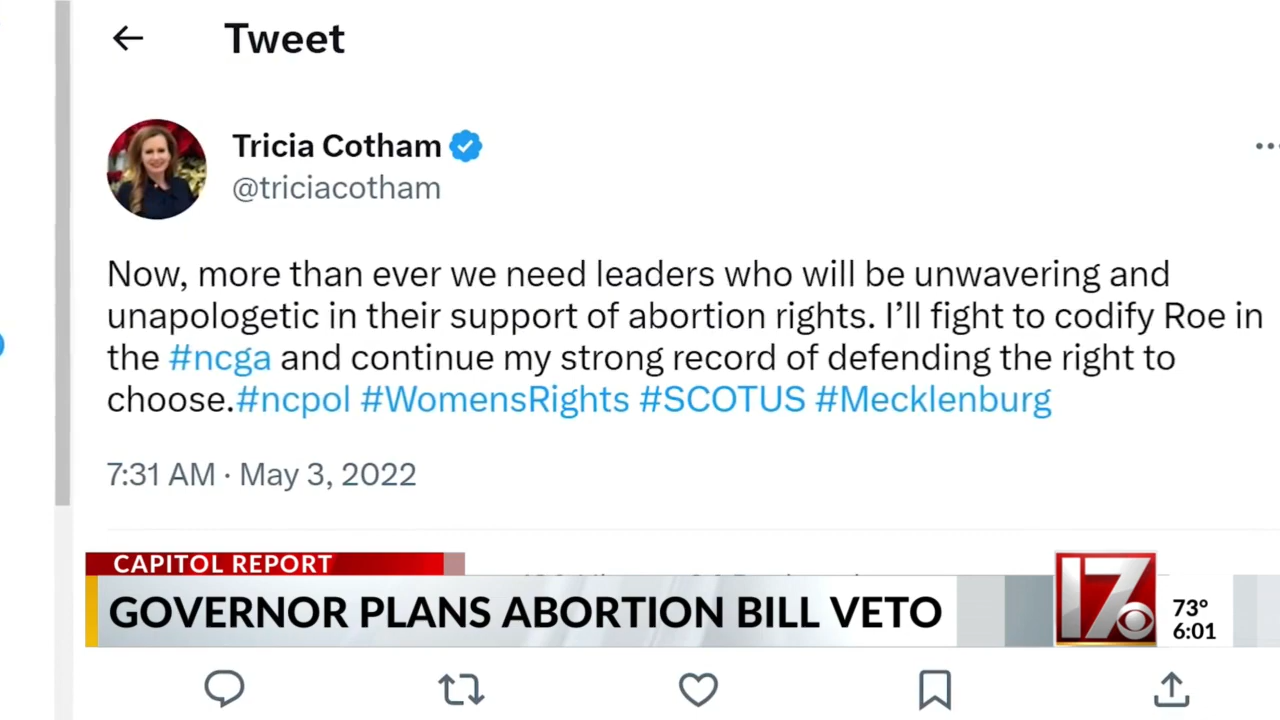 Tweet
Tricia Cotham
@triciacotham
Now, more than ever we need leaders who will be unwavering and
unapologetic in their support of abortion rights. I’ll fight to codify Roe in
the #ncga and continue my strong record of defending the right to
choose.#ncpol #WomensRights #SCOTUS #Mecklenburg
7:31 AM · May 3, 2022
CAPITOL REPORT
GOVERNOR PLANS ABORTION BILL VETO
17
73°
6:01